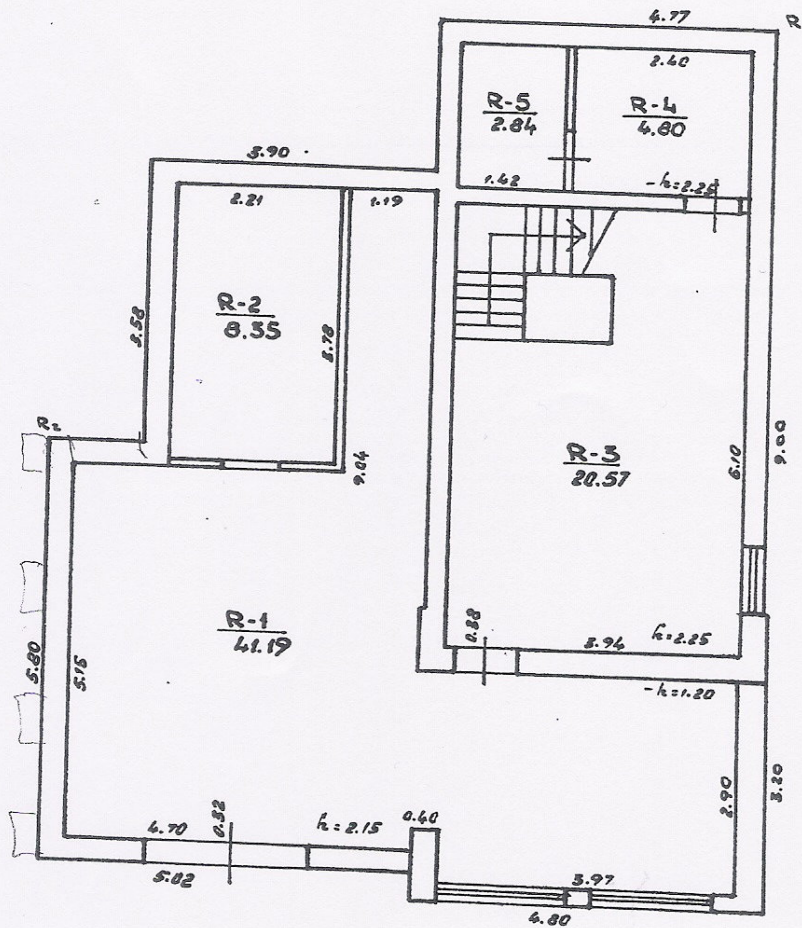 4.77
R
2.40
R-5
2.84
R-4
4.80
1.42
-h=2.25
3.90
2.21
1.19
R-2
8.35
3.58
3.78
R2
9.04
R-3
20.57
6.10
9.00
R-1
41.19
0.38
3.94
h=2.25
-h=1.20
5.80
5.15
4.70
0.32
h=2.15
0.40
2.90
3.20
5.02
3.97
4.80